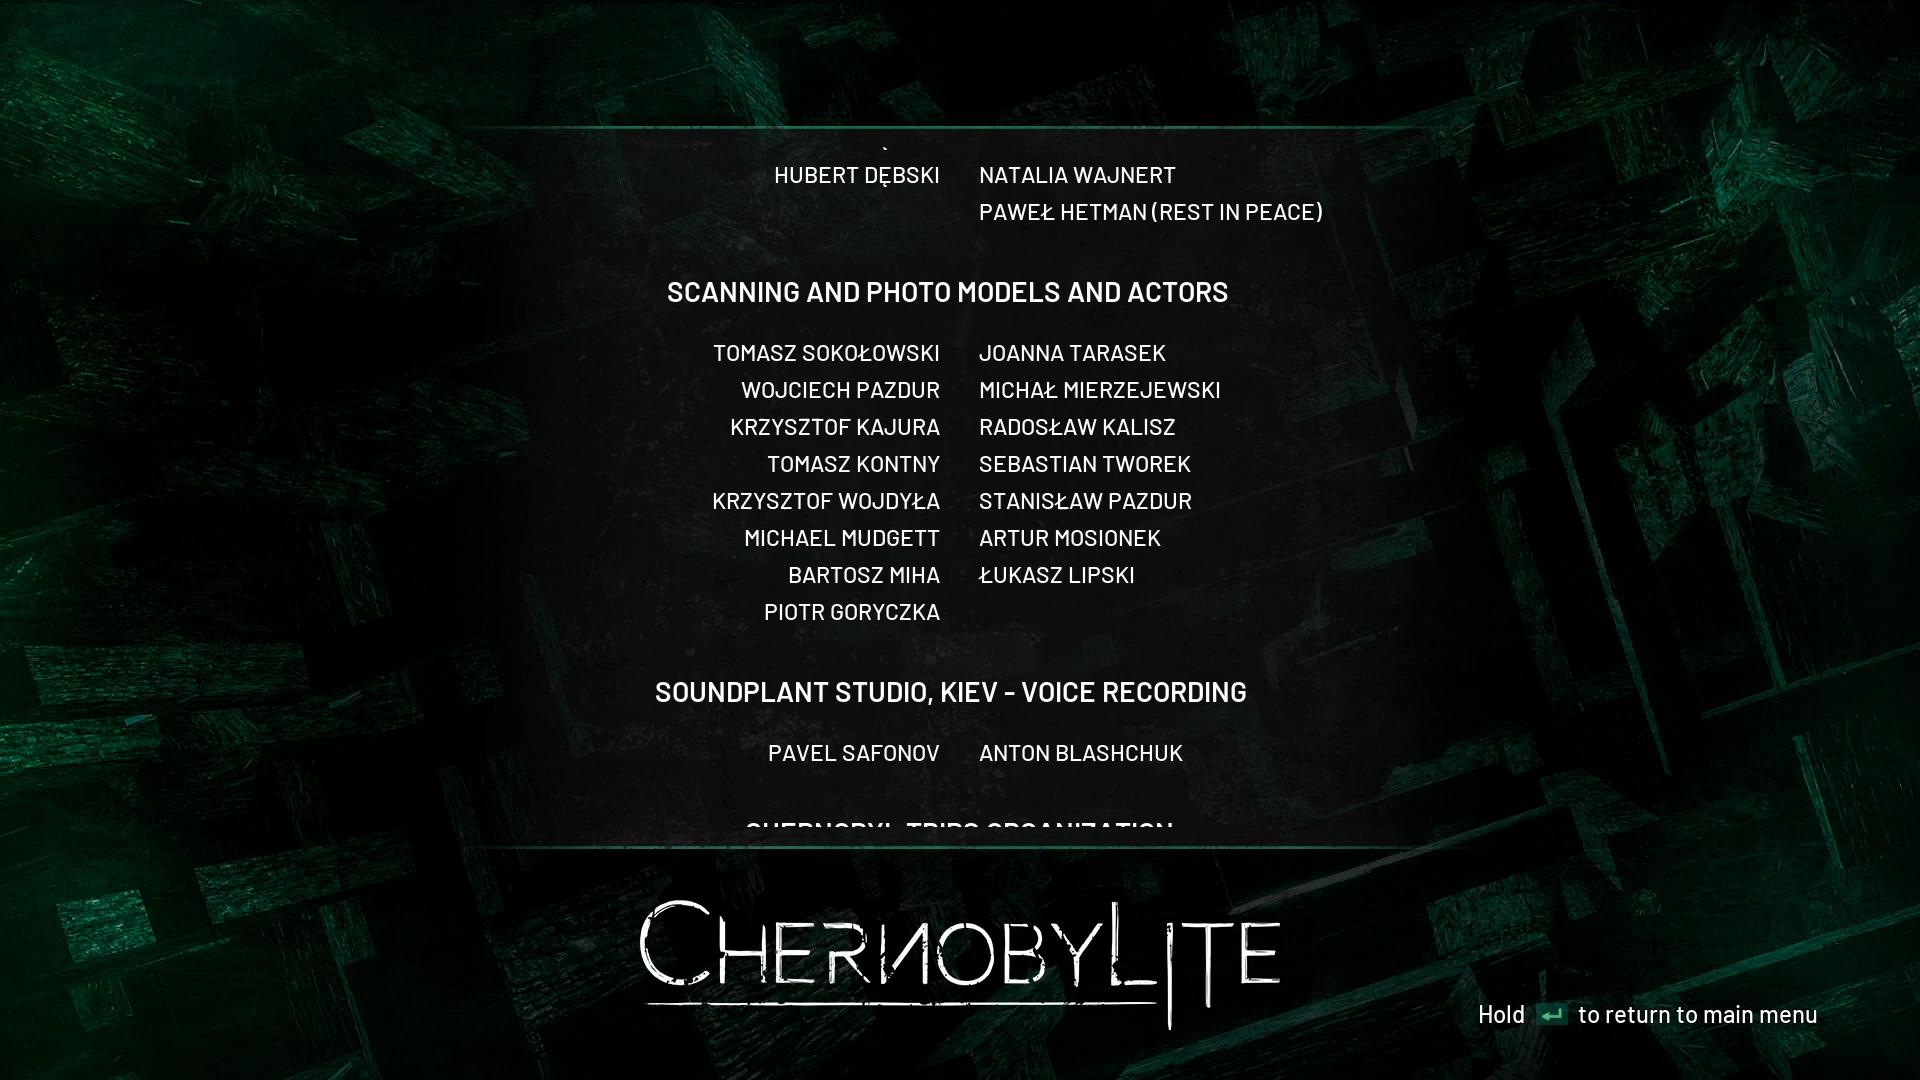 HUBERT DĘBSKI NATALIA WAJNERT
PAWEŁ HETMAN (REST IN PEACE)
SCANNING AND PHOTO MODELS AND ACTORS
TOMASZ SOKOŁOWSKI JOANNA TARASEK
WOJCIECH PAZDUR MICHAŁ MIERZEJEWSKI
KRZYSZTOF KAJURA RADOSŁAW KALISZ
TOMASZ KONTNY SEBASTIAN TWOREK
KRZYSZTOF WOJDYŁA STANISŁAW PAZDUR
MICHAEL MUDGETT ARTUR MOSIONEK
BARTOSZ MIHA ŁUKASZ LIPSKI
PIOTR GORYCZKA
SOUNDPLANT STUDIO, KIEV - VOICE RECORDING
PAVEL SAFONOV ANTON BLASHCHUK
CHERNOBYL TRIPS ORGANIZATION
CHERNOBYLITE
Hold to return to main menu